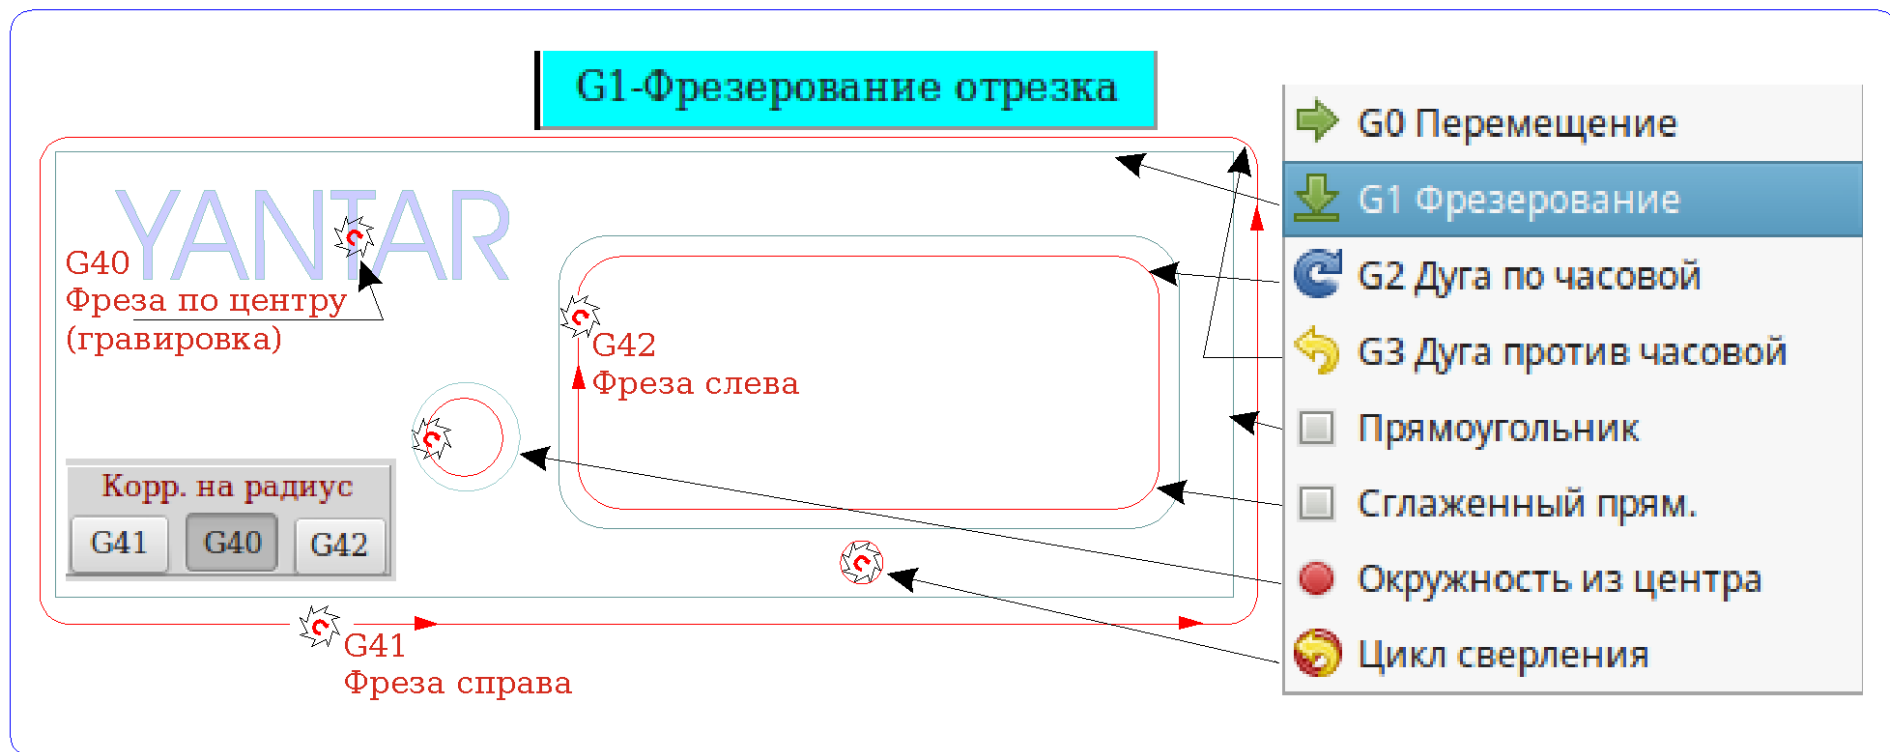 G1-Фрезерование отрезка
YANTAR
G40
Фреза по центру
(гравировка)
G42
Фреза слева
Корр. на радиус
G41
G40
G42
G41
Фреза справа
G0 Перемещение
G1 Фрезерование
G2 Дуга по часовой
G3 Дуга против часовой
Прямоугольник
Сглаженный прям.
Окружность из центра
Цикл сверления